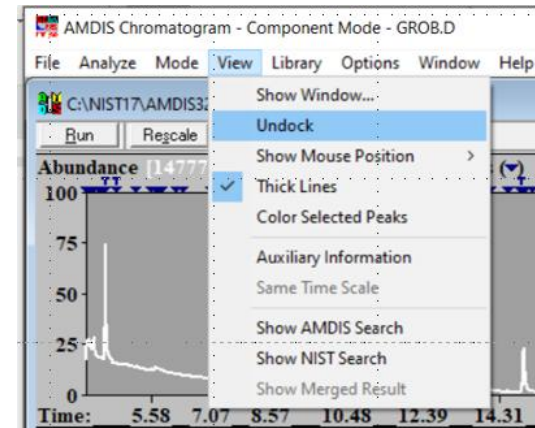 AMDIS Chromatogram - Component Mode - GROB.D
File Analyze Mode View Library Options Window Help
C:\NIST17\AMDIS32
Run Rescale
Abundance [14777
100
75
50
25
0
Time: 5.58 7.07 8.57 10.48 12.39 14.31
Show Window...
Undock
Show Mouse Position >
Thick Lines
Color Selected Peaks
Auxiliary Information
Same Time Scale
Show AMDIS Search
Show NIST Search
Show Merged Result